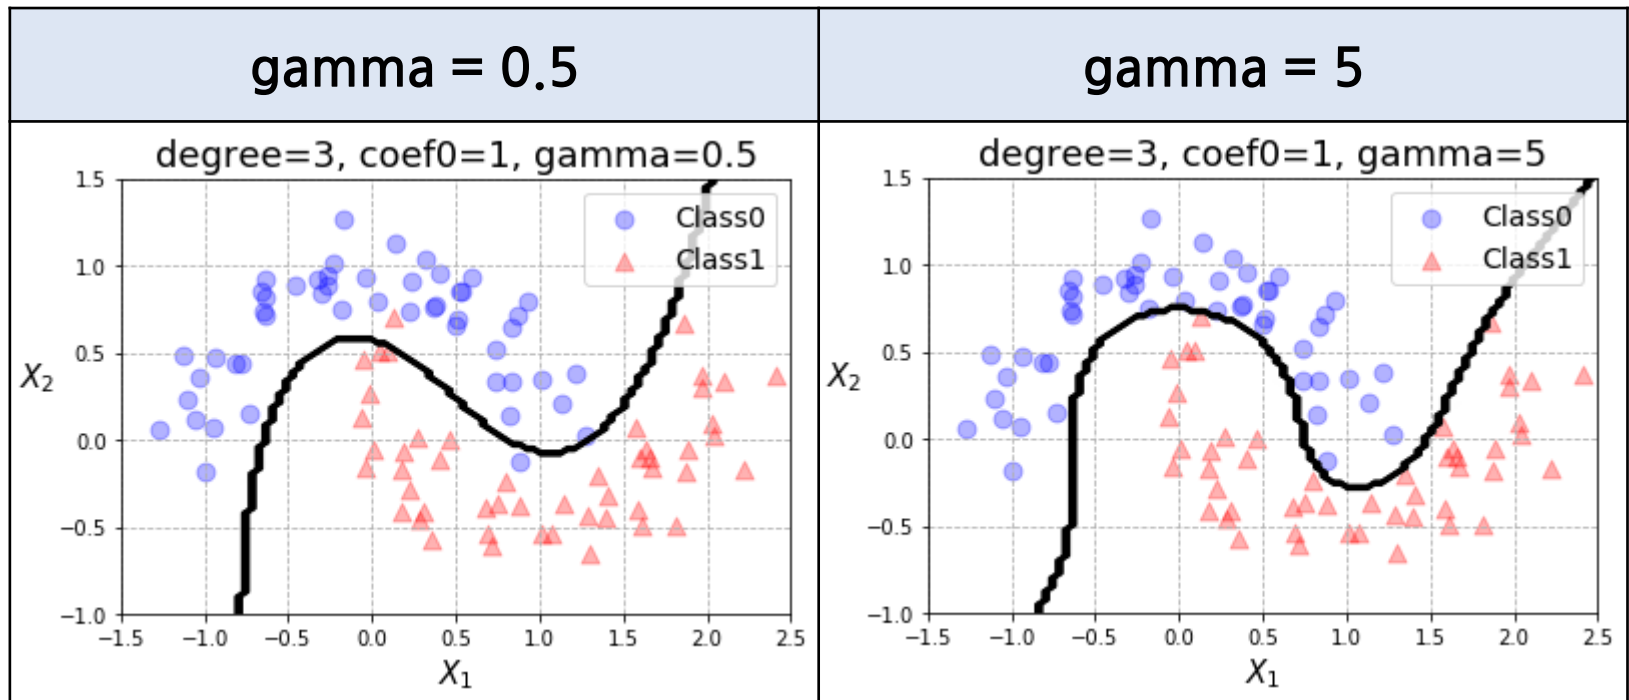 gamma = 0.5
gamma = 5
degree=3, coef0=1, gamma=0.5
1.5
1.0
0.5
0.0
−0.5
−1.0
X₂
Class0
Class1
−1.5 −1.0 −0.5 0.0 0.5 1.0 1.5 2.0 2.5
X₁
degree=3, coef0=1, gamma=5
1.5
1.0
0.5
0.0
−0.5
−1.0
X₂
Class0
Class1
−1.5 −1.0 −0.5 0.0 0.5 1.0 1.5 2.0 2.5
X₁